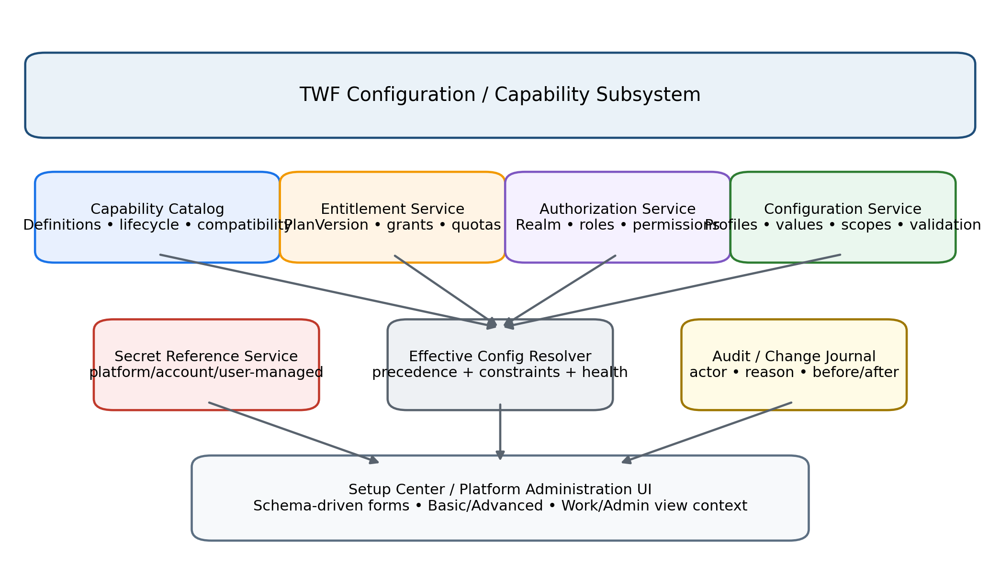 TWF Configuration / Capability Subsystem
Capability Catalog
Definitions • lifecycle • compatibility
Entitlement Service
PlanVersion • grants • quotas
Authorization Service
Realm • roles • permissions
Configuration Service
Profiles • values • scopes • validation
Secret Reference Service
platform/account/user-managed
Effective Config Resolver
precedence + constraints + health
Audit / Change Journal
actor • reason • before/after
Setup Center / Platform Administration UI
Schema-driven forms • Basic/Advanced • Work/Admin view context